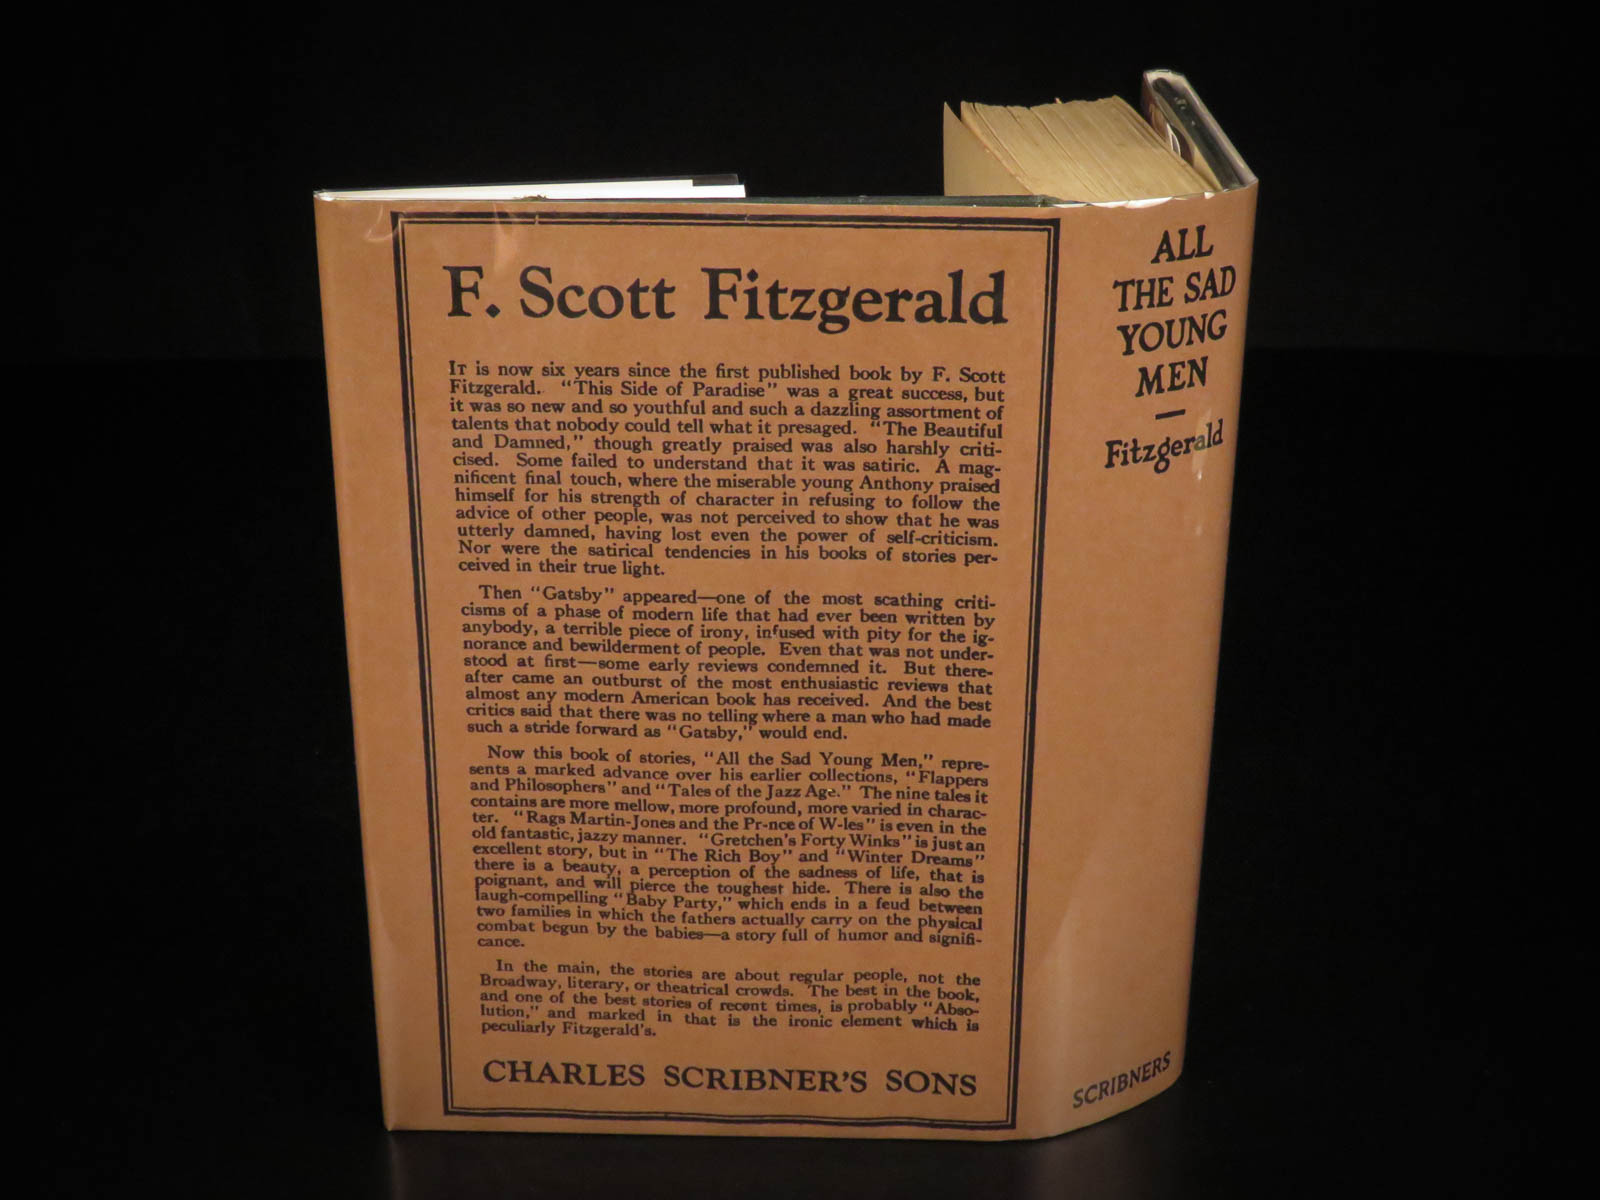 F. Scott Fitzgerald
IT is now six years since the first published book by F. Scott
Fitzgerald. "This Side of Paradise" was a great success, but
it was so new and so youthful and such a dazzling assortment of
talents that nobody could tell what it presaged. "The Beautiful
and Damned," though greatly praised was also harshly criti-
cised. Some failed to understand that it was satiric. A mag-
nificent final touch, where the miserable young Anthony praised
himself for his strength of character in refusing to follow the
advice of other people, was not perceived to show that he was
utterly damned, having lost even the power of self-criticism.
Nor were the satirical tendencies in his books of stories per-
ceived in their true light.
Then "Gatsby" appeared—one of the most scathing criti-
cisms of a phase of modern life that had ever been written by
anybody, a terrible piece of irony, infused with pity for the ig-
norance and bewilderment of people. Even that was not under-
stood at first—some early reviews condemned it. But there-
after came an outburst of the most enthusiastic reviews that
almost any modern American book has received. And the best
critics said that there was no telling where a man who had made
such a stride forward as "Gatsby," would end.
Now this book of stories, "All the Sad Young Men," repre-
sents a marked advance over his earlier collections, "Flappers
and Philosophers" and "Tales of the Jazz Age." The nine tales it
contains are more mellow, more profound, more varied in charac-
ter. "Rags Martin-Jones and the Pr-nce of W-les" is even in the
old fantastic, jazzy manner. "Gretchen's Forty Winks" is just an
excellent story, but in "The Rich Boy" and "Winter Dreams"
there is a beauty, a perception of the sadness of life, that is
poignant, and will pierce the toughest hide. There is also the
laugh-compelling "Baby Party," which ends in a feud between
two families in which the fathers actually carry on the physical
combat begun by the babies—a story full of humor and signifi-
cance.
In the main, the stories are about regular people, not the
Broadway, literary, or theatrical crowds. The best in the book,
and one of the best stories of recent times, is probably "Abso-
lution," and marked in that is the ironic element which is
peculiarly Fitzgerald's.
CHARLES SCRIBNER'S SONS
ALL
THE SAD
YOUNG
MEN
—
Fitzgerald
SCRIBNERS